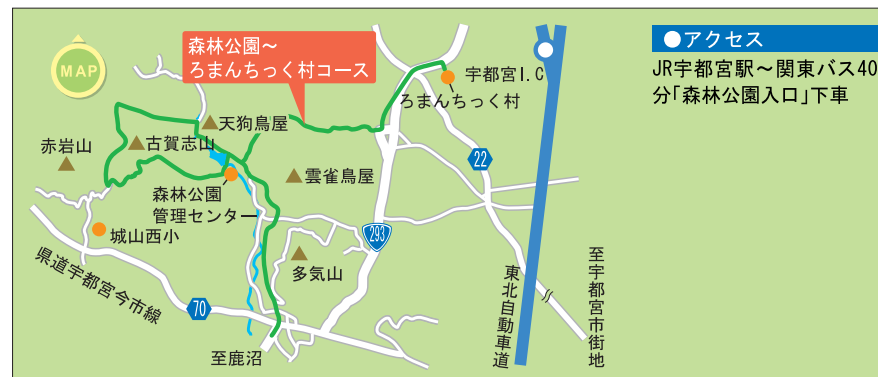 MAP
森林公園～
ろまんちっく村コース
宇都宮I.C
ろまんちっく村
天狗鳥屋
古賀志山
赤岩山
雲雀鳥屋
森林公園
管理センター
城山西小
多気山
22
293
70
県道宇都宮今市線
至鹿沼
東北自動車道
至宇都宮市街地
●アクセス
JR宇都宮駅～関東バス40
分「森林公園入口」下車